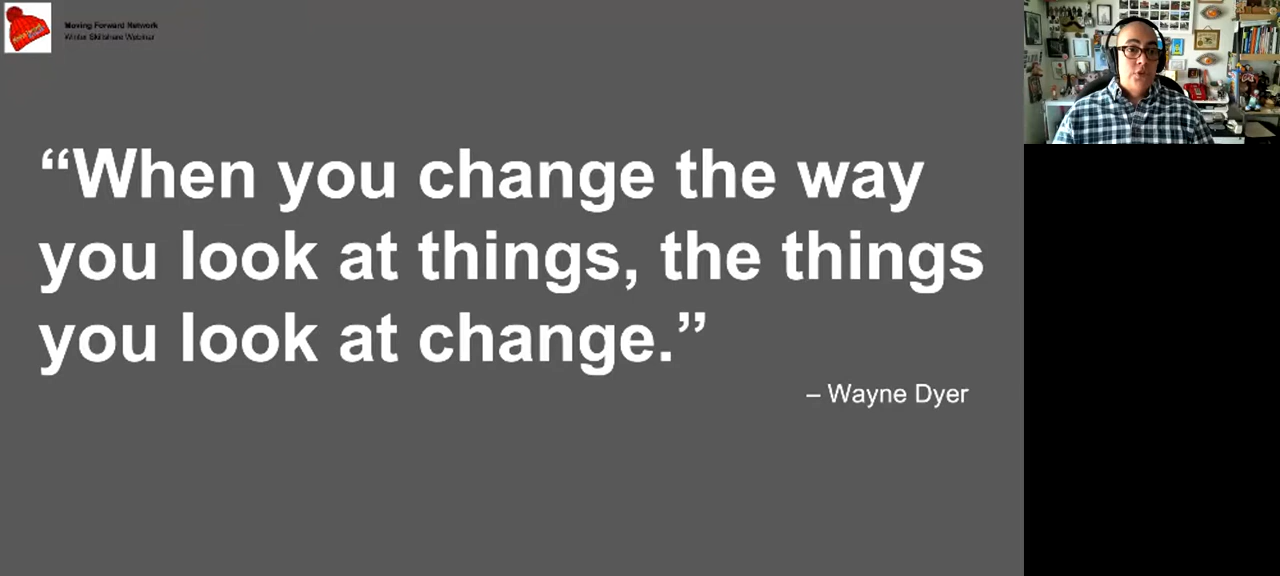 Moving Forward Network
Winter Skillshare Webinar
“When you change the way
you look at things, the things
you look at change.”
– Wayne Dyer